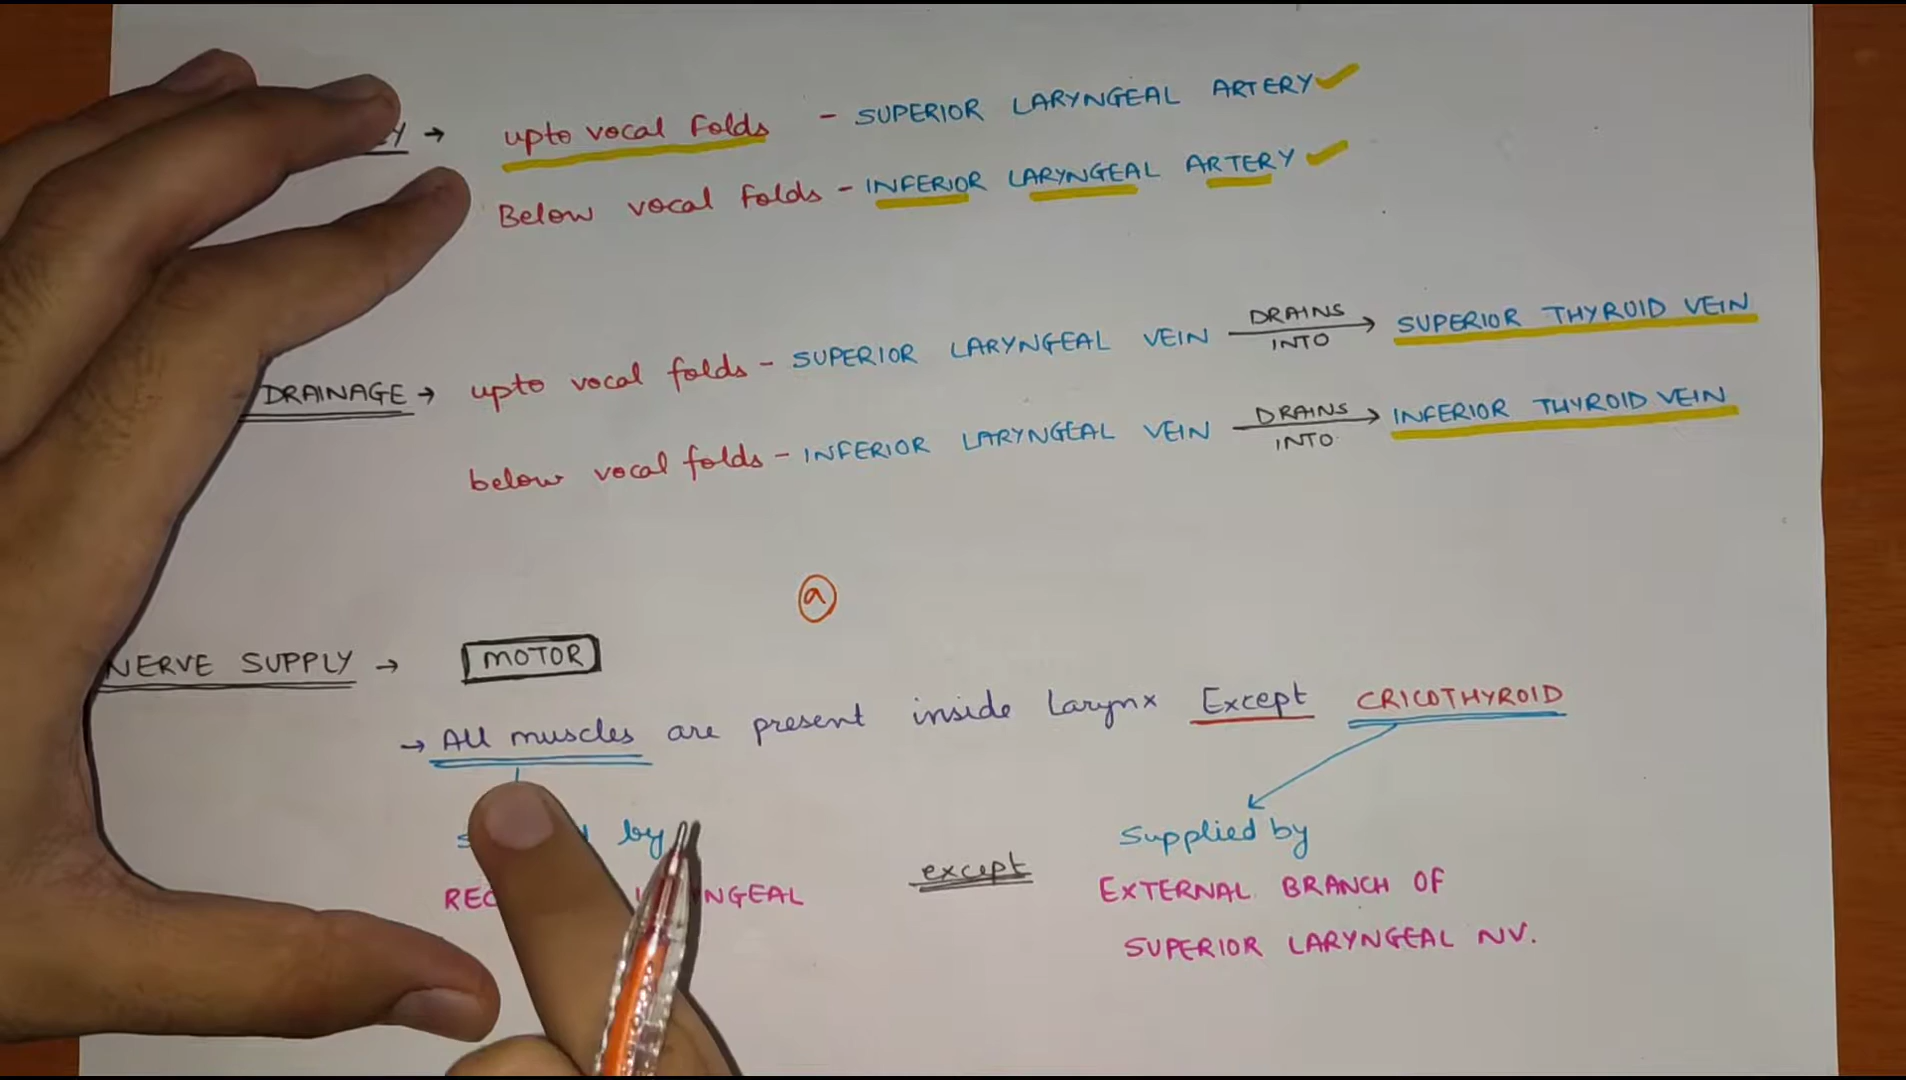 → upto vocal Folds - SUPERIOR LARYNGEAL ARTERY
Below vocal Folds - INFERIOR LARYNGEAL ARTERY
DRAINAGE → upto vocal folds - SUPERIOR LARYNGEAL VEIN DRAINS INTO → SUPERIOR THYROID VEIN
below vocal folds - INFERIOR LARYNGEAL VEIN DRAINS INTO → INFERIOR THYROID VEIN
a
NERVE SUPPLY → MOTOR
→ All muscles are present inside larynx Except CRICOTHYROID
by
Supplied by
except
EXTERNAL BRANCH OF
SUPERIOR LARYNGEAL NV.